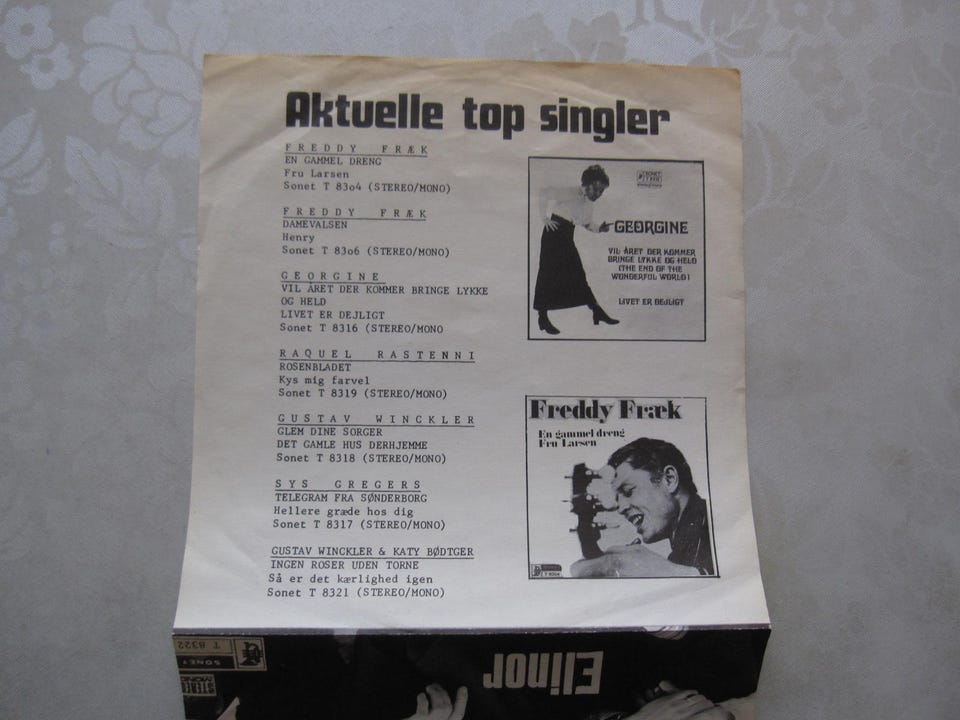 Aktuelle top singler
FREDDY FRÆK
EN GAMMEL DRENG
Fru Larsen
Sonet T 83o4 (STEREO/MONO)
FREDDY FRÆK
DAMEVALSEN
Henry
Sonet T 83o6 (STEREO/MONO)
GEORGINE
VIL ÅRET DER KOMMER BRINGE LYKKE
OG HELD
LIVET ER DEJLIGT
Sonet T 8316 (STEREO/MONO
RAQUEL RASTENNI
ROSENBLADET
Kys mig farvel
Sonet T 8319 (STEREO/MONO)
GUSTAV WINCKLER
GLEM DINE SORGER
DET GAMLE HUS DERHJEMME
Sonet T 8318 (STEREO/MONO)
SYS GREGERS
TELEGRAM FRA SØNDERBORG
Hellere græde hos dig
Sonet T 8317 (STEREO/MONO)
GUSTAV WINCKLER & KATY BØDTGER
INGEN ROSER UDEN TORNE
Så er det kærlighed igen
Sonet T 8321 (STEREO/MONO)
SONET
GEORGINE
VIL ÅRET DER KOMMER
BRINGE LYKKE OG HELD
(THE END OF THE
WONDERFUL WORLD)
LIVET ER DEJLIGT
Freddy Fræk
En gammel dreng
Fru Larsen
T 8304
Elinor
T 8322
SONET
STEREO
MONO